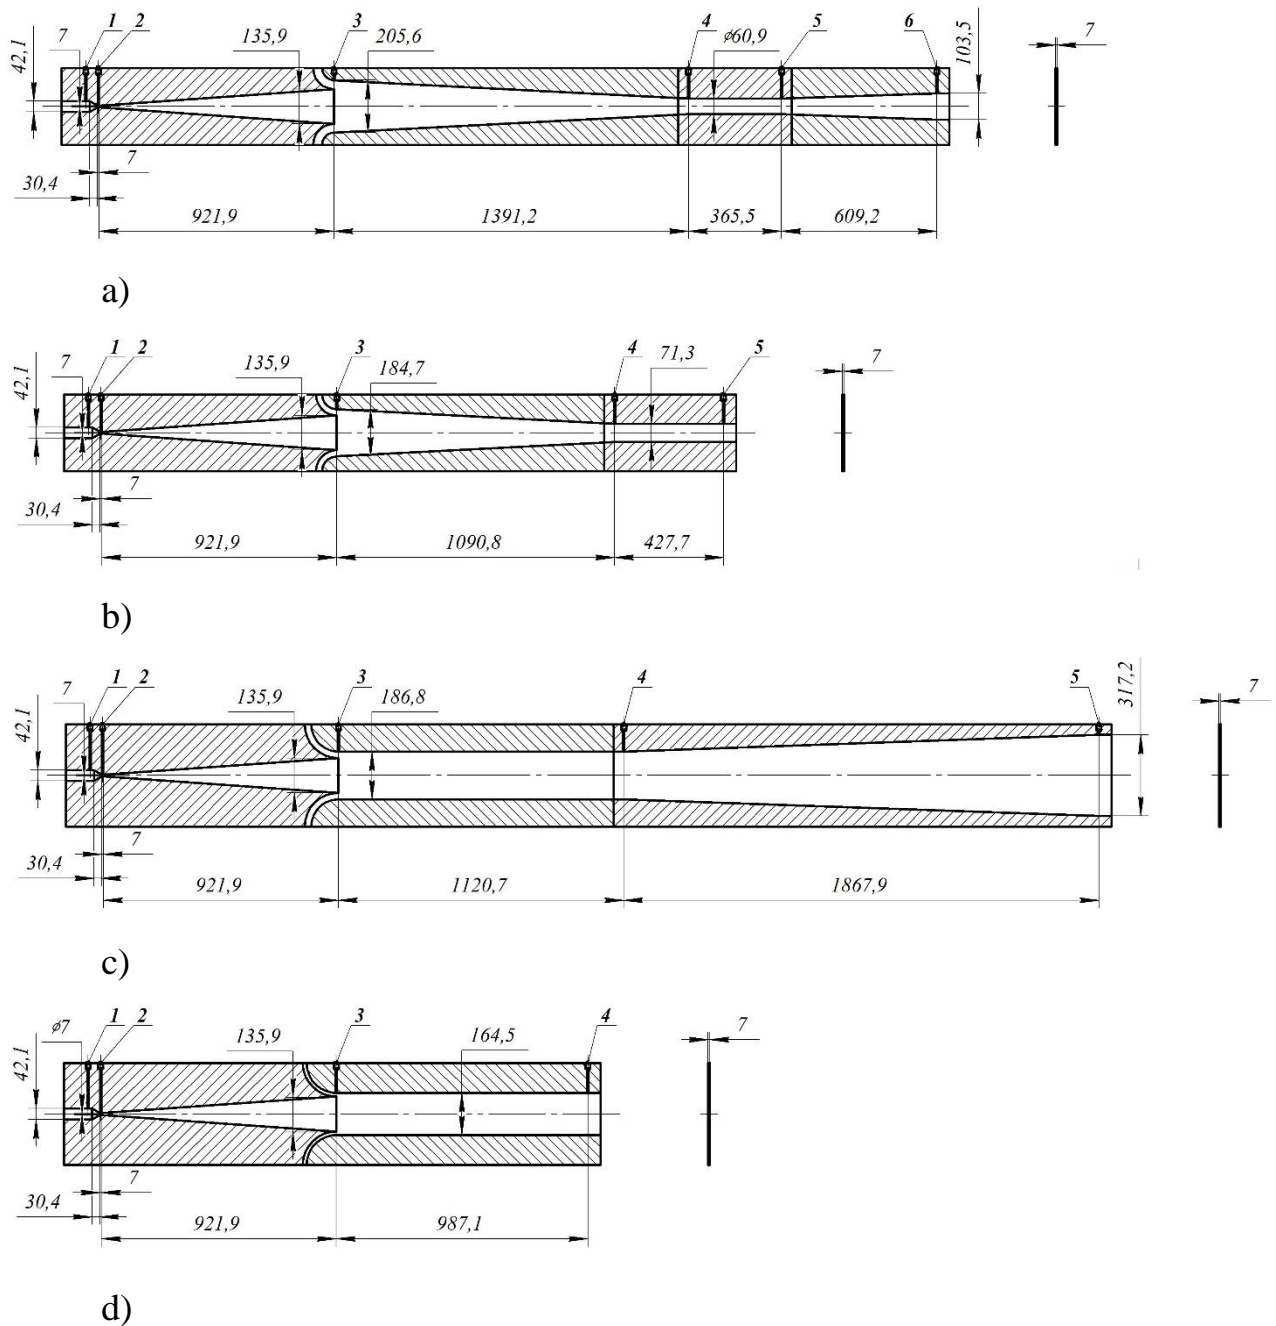 1 2 3 4 5 6
42,1 7 135,9 205,6 ⌀60,9 103,5 7
30,4 7
921,9 1391,2 365,5 609,2
a)
1 2 3 4 5
42,1 7 135,9 184,7 71,3 7
30,4 7
921,9 1090,8 427,7
b)
1 2 3 4 5
42,1 7 135,9 186,8 317,2 7
30,4 7
921,9 1120,7 1867,9
c)
1 2 3 4
42,1 ⌀7 135,9 164,5 7
30,4 7
921,9 987,1
d)